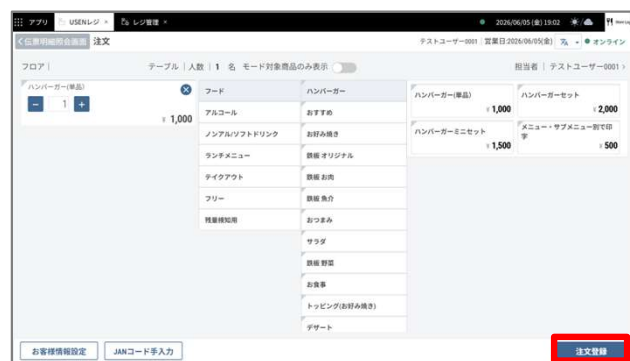 アプリ USENレジ × レジ管理 × 2026/06/05(金) 19:02
<伝票明細照会画面 注文 テストユーザー0001 営業日:2026/06/05(金) オンライン
フロア | テーブル | 人数 | 1 名 モード対象商品のみ表示 担当者 | テストユーザー0001 >
ハンバーガー(単品)
− 1 +
¥ 1,000
フード
アルコール
ノンアル/ソフトドリンク
ランチメニュー
テイクアウト
フリー
残量検知用
ハンバーガー
おすすめ
お好み焼き
鉄板 オリジナル
鉄板 お肉
鉄板 魚介
おつまみ
サラダ
鉄板 野菜
お食事
トッピング(お好み焼き)
デザート
ハンバーガー(単品)
¥ 1,000
ハンバーガーセット
¥ 2,000
ハンバーガーミニセット
¥ 1,500
メニュー・サブメニュー別で印
字
¥ 500
お客様情報設定 JANコード手入力 注文登録